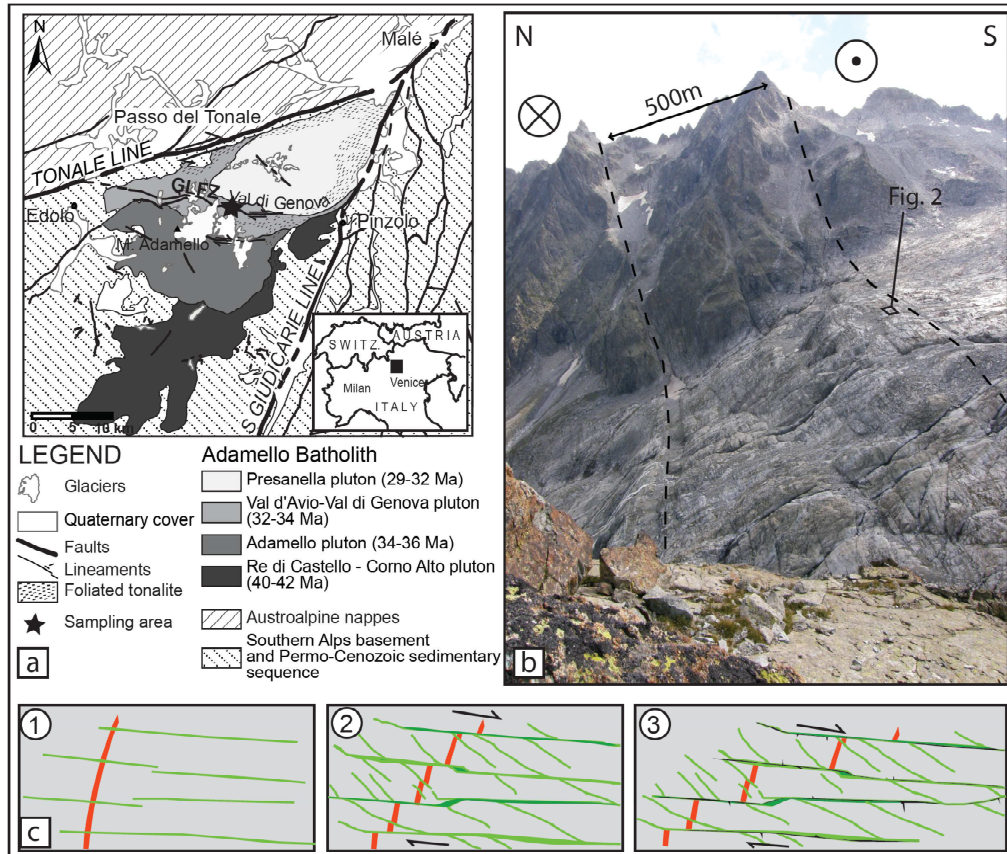 N
Malé
Passo del Tonale
TONALE LINE
GLFZ
Val di Genova
Edolo
M. Adamello
Pinzolo
S GIUDICARIE LINE
0 5 10 km
SWITZ.
AUSTRIA
Milan
Venice
ITALY
LEGEND
Glaciers
Quaternary cover
Faults
Lineaments
Foliated tonalite
Sampling area
a
Adamello Batholith
Presanella pluton (29-32 Ma)
Val d'Avio-Val di Genova pluton
(32-34 Ma)
Adamello pluton (34-36 Ma)
Re di Castello - Corno Alto pluton
(40-42 Ma)
Austroalpine nappes
Southern Alps basement
and Permo-Cenozoic sedimentary
sequence
N
S
500m
Fig. 2
b
1
2
3
c